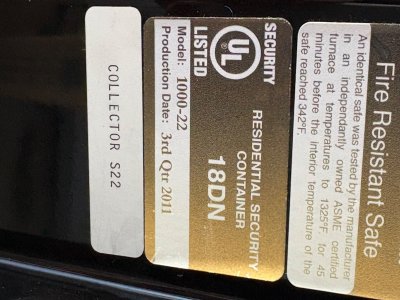 Fire Resistant Safe
An identical safe was tested by the manufacturer
in an independantly owned ASME certified
furnace at temperatures to 1325°F. for 45
minutes before the interior temperature of the
safe reached 342°F.
SECURITY
UL
LISTED
RESIDENTIAL SECURITY
CONTAINER
18DN
Model: 1000-22
Production Date: 3rd Qtr 2011
COLLECTOR S22